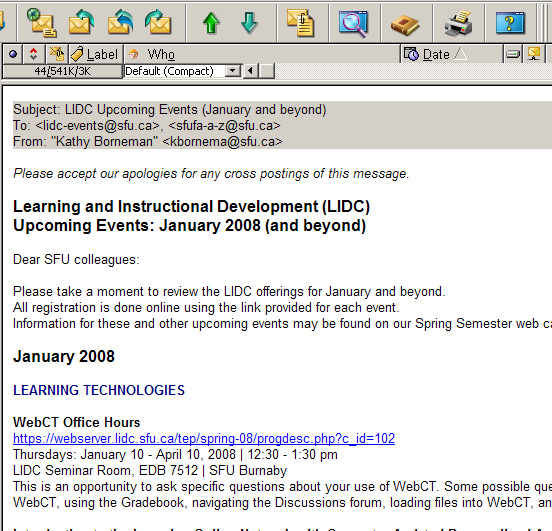 Label Who Date
44/541K/3K Default (Compact)
Subject: LIDC Upcoming Events (January and beyond)
To: <lidc-events@sfu.ca>, <sfufa-a-z@sfu.ca>
From: "Kathy Borneman" <kbornema@sfu.ca>
Please accept our apologies for any cross postings of this message.
Learning and Instructional Development (LIDC)
Upcoming Events: January 2008 (and beyond)
Dear SFU colleagues:
Please take a moment to review the LIDC offerings for January and beyond.
All registration is done online using the link provided for each event.
Information for these and other upcoming events may be found on our Spring Semester web
January 2008
LEARNING TECHNOLOGIES
WebCT Office Hours
https://webserver.lidc.sfu.ca/tep/spring-08/progdesc.php?c_id=102
Thursdays: January 10 - April 10, 2008 | 12:30 - 1:30 pm
LIDC Seminar Room, EDB 7512 | SFU Burnaby
This is an opportunity to ask specific questions about your use of WebCT. Some possible
WebCT, using the Gradebook, navigating the Discussions forum, loading files into WebCT,